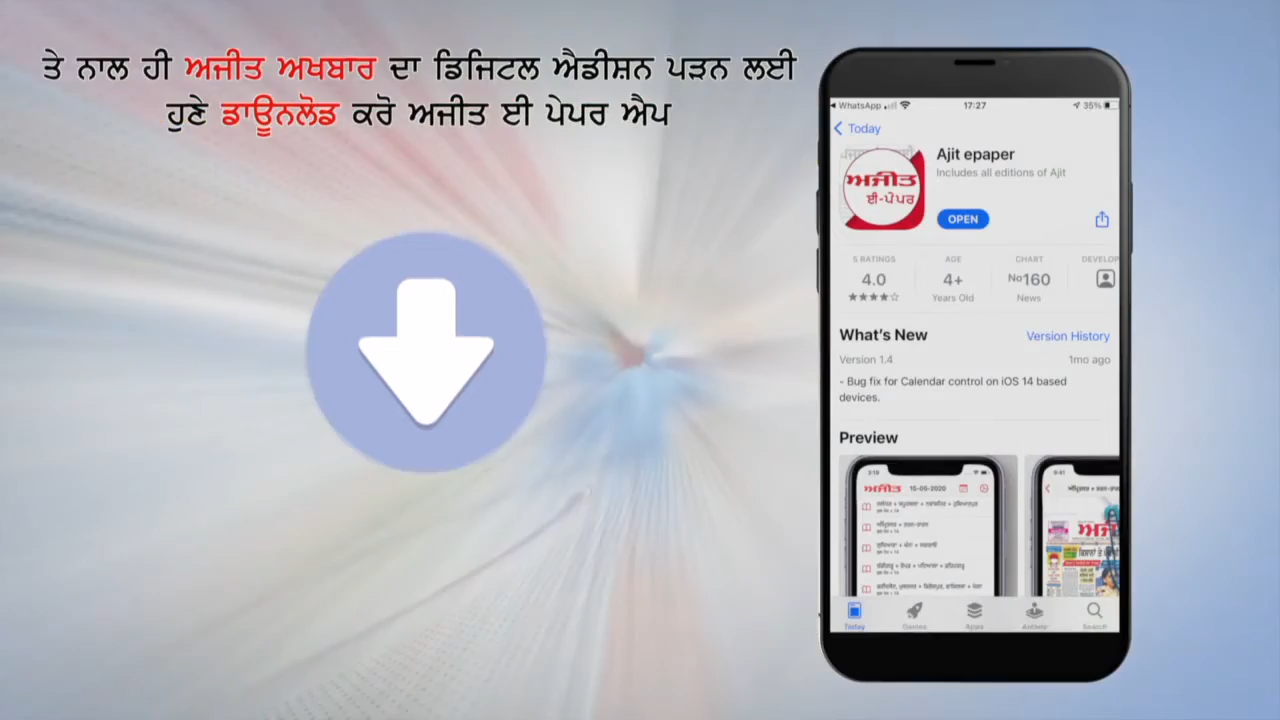 ਤੇ ਨਾਲ ਹੀ ਅਜੀਤ ਅਖਬਾਰ ਦਾ ਡਿਜਿਟਲ ਐਡੀਸ਼ਨ ਪੜਨ ਲਈ
ਹੁਣੇ ਡਾਊਨਲੋਡ ਕਰੋ ਅਜੀਤ ਈ ਪੇਪਰ ਐਪ
WhatsApp 17:27 35%
Today
Ajit epaper
Includes all editions of Ajit
ਅਜੀਤ
ਈ-ਪੇਪਰ
OPEN
5 RATINGS AGE CHART DEVELOP
4.0 4+ No160
Years Old News
What's New Version History
Version 1.4 1mo ago
- Bug fix for Calendar control on iOS 14 based
devices.
Preview
ਅਜੀਤ 15-05-2020
Today Games Apps Arcade Search